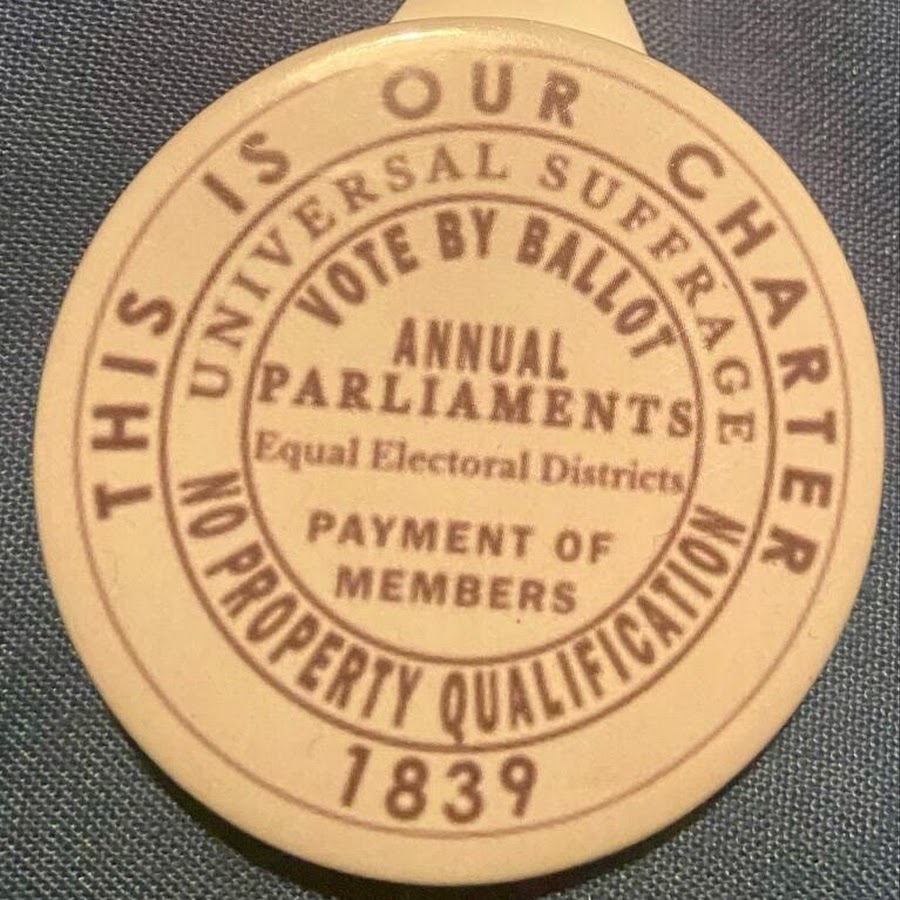 THIS IS OUR CHARTER
UNIVERSAL SUFFRAGE
VOTE BY BALLOT
ANNUAL
PARLIAMENTS
Equal Electoral Districts
PAYMENT OF
MEMBERS
NO PROPERTY QUALIFICATION
1839